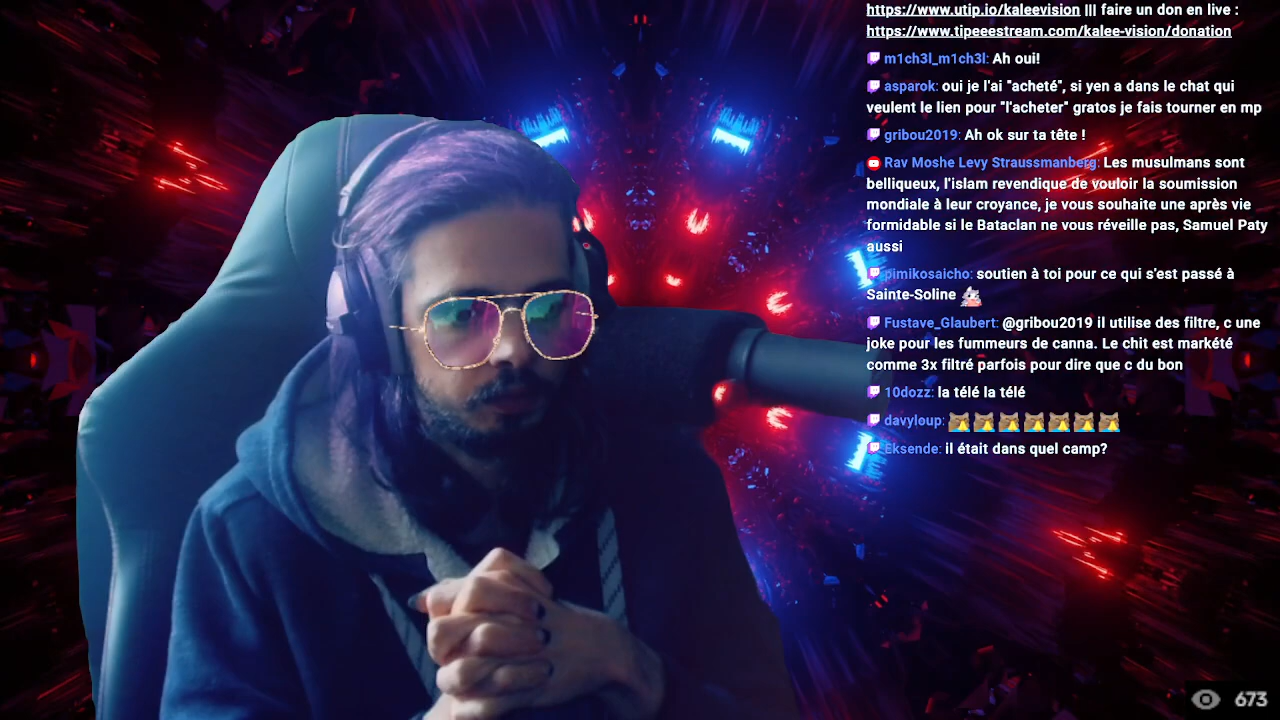 https://www.utip.io/kaleevision ||| faire un don en live :
https://www.tipeeestream.com/kalee-vision/donation
m1ch3l_m1ch3l: Ah oui!
asparok: oui je l'ai "acheté", si yen a dans le chat qui
veulent le lien pour "l'acheter" gratos je fais tourner en mp
gribou2019: Ah ok sur ta tête !
Rav Moshe Levy Straussmanberg: Les musulmans sont
belliqueux, l'islam revendique de vouloir la soumission
mondiale à leur croyance, je vous souhaite une après vie
formidable si le Bataclan ne vous réveille pas, Samuel Paty
aussi
pimikosaicho: soutien à toi pour ce qui s'est passé à
Sainte-Soline
Fustave_Glaubert: @gribou2019 il utilise des filtre, c une
joke pour les fummeurs de canna. Le chit est markété
comme 3x filtré parfois pour dire que c du bon
10dozz: la télé la télé
davyloup:
Eksende: il était dans quel camp?
673